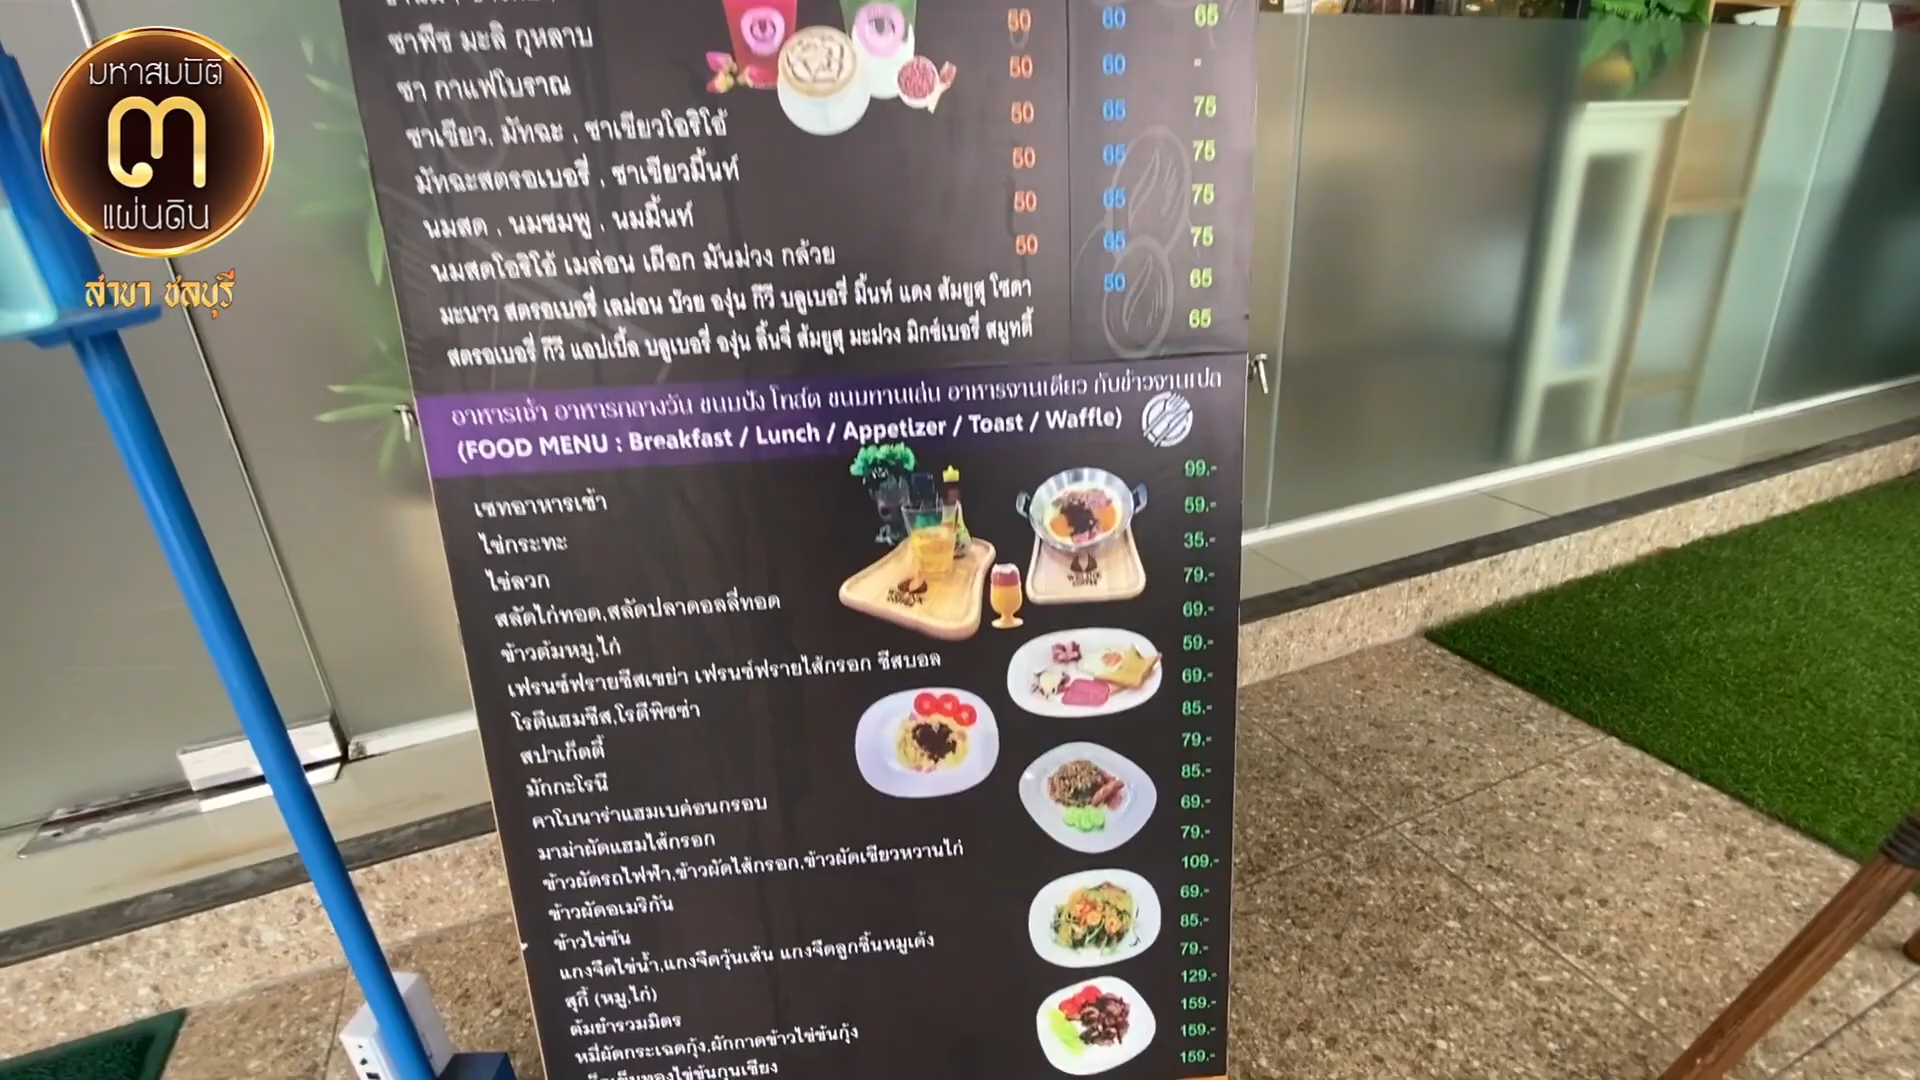 มหาสมบัติ
๓
แผ่นดิน
สาขา ชลบุรี
ชาพีช มะลิ กุหลาบ 50 60 65
ชา กาแฟโบราณ 50 60 -
ชาเขียว, มัทฉะ , ชาเขียวโอริโอ้ 50 65 75
มัทฉะสตรอเบอรี่ , ชาเขียวมิ้นท์ 50 65 75
นมสด , นมชมพู , นมมิ้นท์ 50 65 75
นมสดโอริโอ้ เมล่อน เผือก มันม่วง กล้วย 50 65 75
มะนาว สตรอเบอรี่ เลม่อน บ๊วย องุ่น กีวี บลูเบอรี่ มิ้นท์ แดง ส้มยูสุ โซดา 50 65
สตรอเบอรี่ กีวี แอปเปิ้ล บลูเบอรี่ องุ่น ลิ้นจี่ ส้มยูสุ มะม่วง มิกซ์เบอรี่ สมูทตี้ 65
อาหารเช้า อาหารกลางวัน ขนมปัง โทส์ต ขนมทานเล่น อาหารจานเดียว กับข้าวจานเปล
(FOOD MENU : Breakfast / Lunch / Appetizer / Toast / Waffle)
เซทอาหารเช้า 99.-
ไข่กระทะ 59.-
ไข่ลวก 35.-
สลัดไก่ทอด,สลัดปลาดอลลี่ทอด 79.-
ข้าวต้มหมู,ไก่ 69.-
เฟรนซ์ฟรายชีสเขย่า เฟรนซ์ฟรายไส้กรอก ชีสบอล 59.-
โรตีแฮมชีส,โรตีพิซซ่า 69.-
สปาเก็ตตี้ 85.-
มักกะโรนี 79.-
คาโบนาร่าแฮมเบค่อนกรอบ 85.-
มาม่าผัดแฮมไส้กรอก 69.-
ข้าวผัดรถไฟฟ้า,ข้าวผัดไส้กรอก,ข้าวผัดเขียวหวานไก่ 79.-
ข้าวผัดอเมริกัน 109.-
ข้าวไข่ข้น 69.-
แกงจืดไข่น้ำ,แกงจืดวุ้นเส้น แกงจืดลูกชิ้นหมูเด้ง 85.-
สุกี้ (หมู,ไก่) 79.-
ต้มยำรวมมิตร 129.-
หมี่ผัดกระเฉดกุ้ง,ผักกาดข้าวไข่ข้นกุ้ง 159.-
159.-
159.-